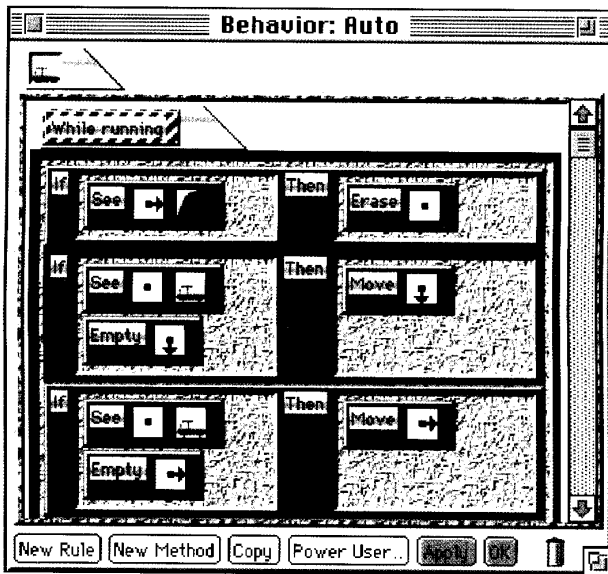 Behavior: Auto
While running
If See Then Erase
If See Then Move
Empty
If See Then Move
Empty
New Rule New Method Copy Power User.. Apply OK